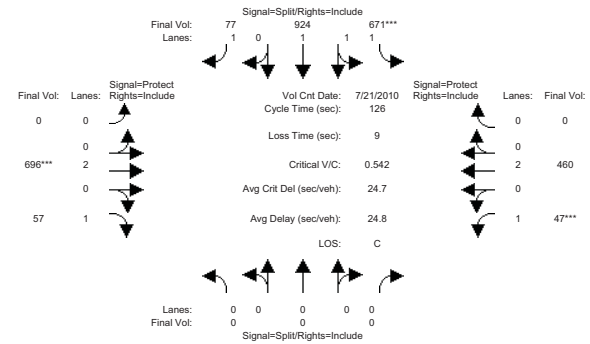 Signal=Split/Rights=Include
Final Vol: 77 924 671***
Lanes: 1 0 1 1 1
Signal=Protect Signal=Protect
Final Vol: Lanes: Rights=Include Vol Cnt Date: 7/21/2010 Rights=Include Lanes: Final Vol:
Cycle Time (sec): 126
0 0 0 0
Loss Time (sec): 9
0 0
696*** 2 Critical V/C: 0.542 2 460
0 Avg Crit Del (sec/veh): 24.7 0
57 1 Avg Delay (sec/veh): 24.8 1 47***
LOS: C
Lanes: 0 0 0 0 0
Final Vol: 0 0 0
Signal=Split/Rights=Include